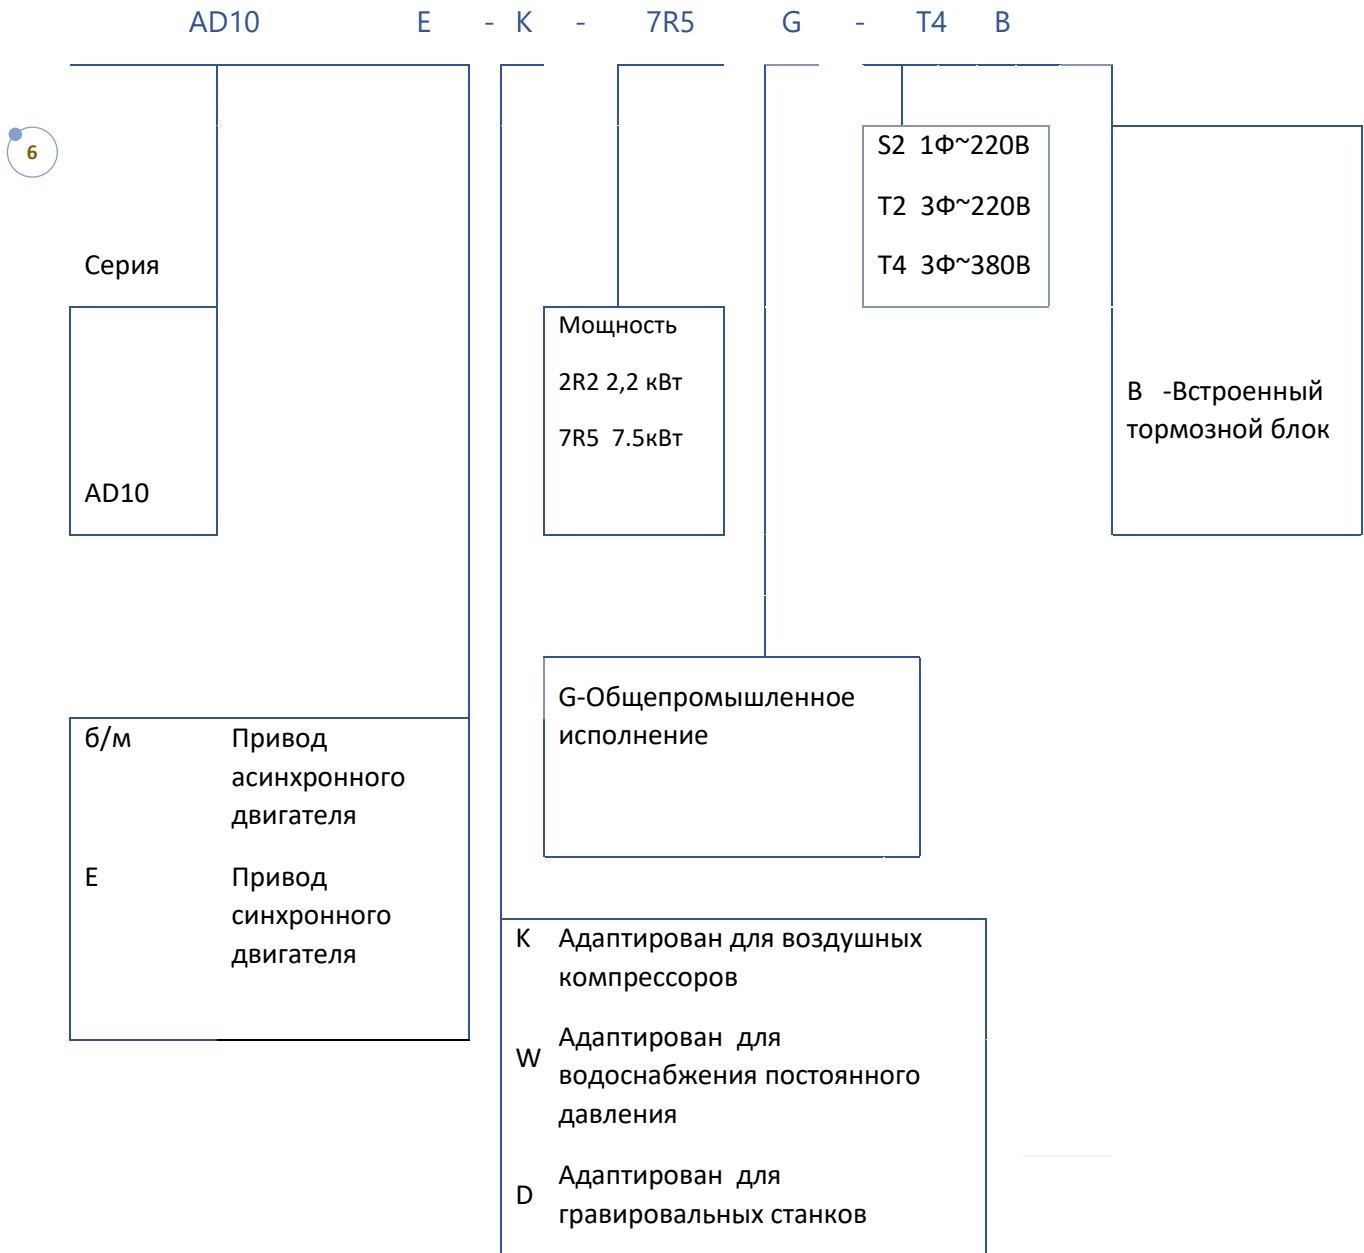 AD10 E - K - 7R5 G - T4 B
6
S2 1Ф~220В
T2 3Ф~220В
T4 3Ф~380В
Серия
AD10
Мощность
2R2 2,2 кВт
7R5 7.5кВт
B -Встроенный
тормозной блок
G-Общепромышленное
исполнение
б/м Привод
асинхронного
двигателя
E Привод
синхронного
двигателя
K Адаптирован для воздушных
компрессоров
W Адаптирован для
водоснабжения постоянного
давления
D Адаптирован для
гравировальных станков